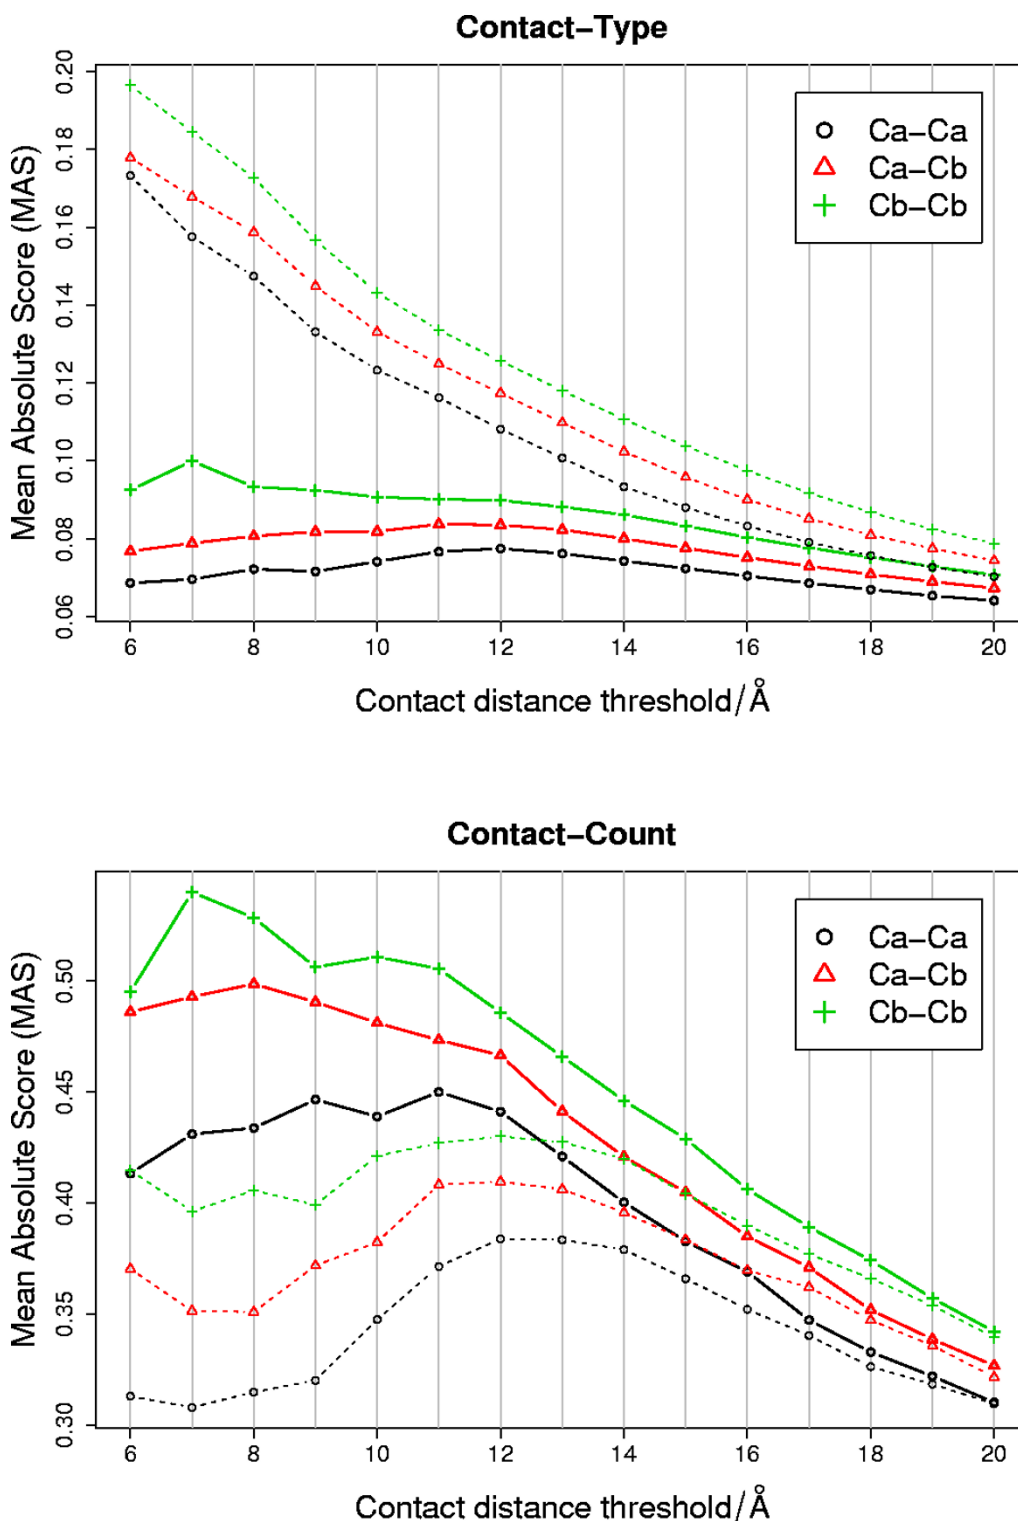 Contact-Type
Mean Absolute Score (MAS)
0.20
0.18
0.16
0.14
0.12
0.10
0.08
0.06
Ca-Ca
Ca-Cb
Cb-Cb
6 8 10 12 14 16 18 20
Contact distance threshold/Å
Contact-Count
Mean Absolute Score (MAS)
0.50
0.45
0.40
0.35
0.30
Ca-Ca
Ca-Cb
Cb-Cb
6 8 10 12 14 16 18 20
Contact distance threshold/Å